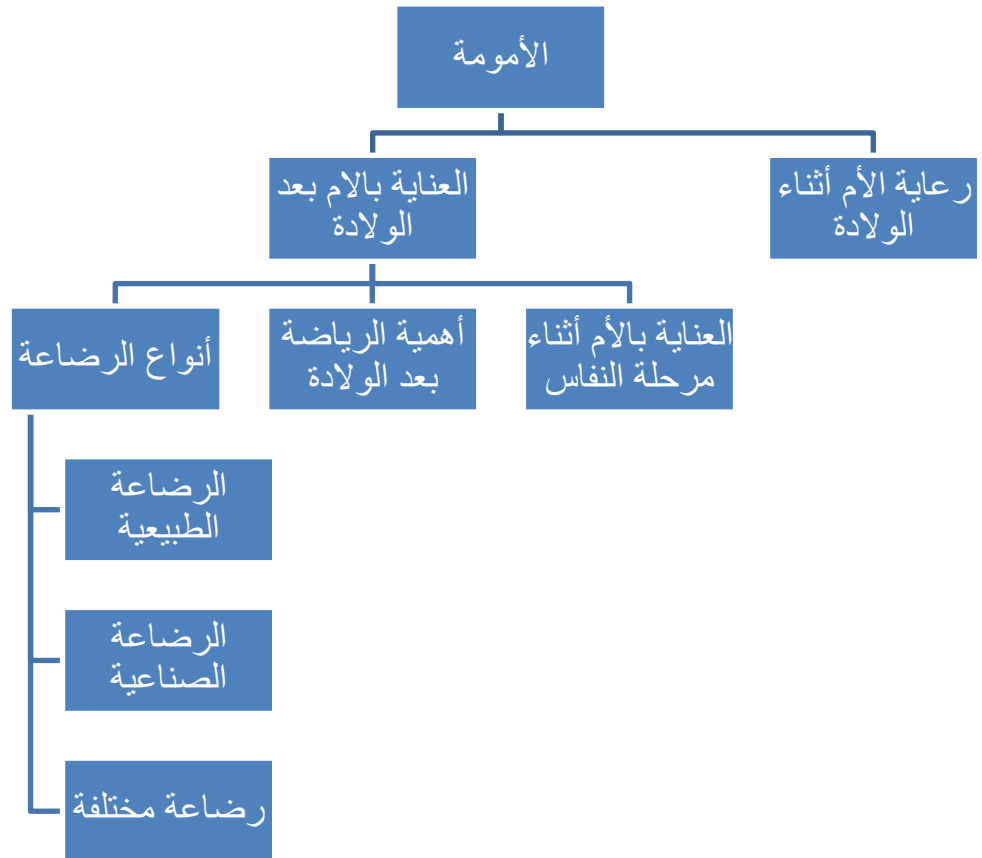 الأمومة
رعاية الأم أثناء
الولادة
العناية بالام بعد
الولادة
العناية بالأم أثناء
مرحلة النفاس
أهمية الرياضة
بعد الولادة
أنواع الرضاعة
الرضاعة
الطبيعية
الرضاعة
الصناعية
رضاعة مختلفة